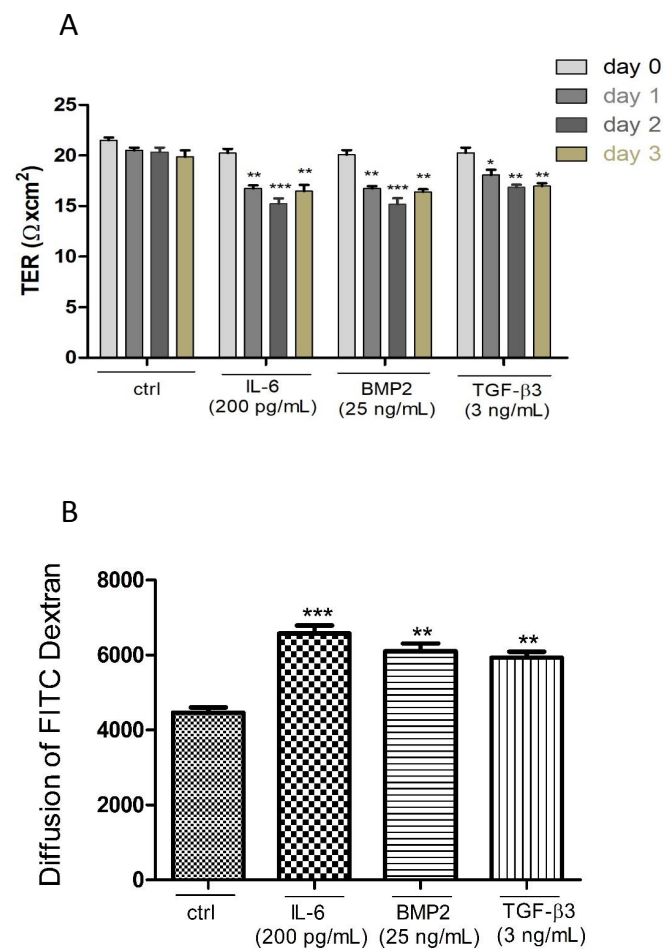 A
day 0
day 1
day 2
day 3
TER (Ωxcm²)
25
20
15
10
5
0
** *** **
** *** **
* ** **
ctrl
IL-6
(200 pg/mL)
BMP2
(25 ng/mL)
TGF-β3
(3 ng/mL)
B
Diffusion of FITC Dextran
8000
6000
4000
2000
0
***
**
**
ctrl
IL-6
(200 pg/mL)
BMP2
(25 ng/mL)
TGF-β3
(3 ng/mL)